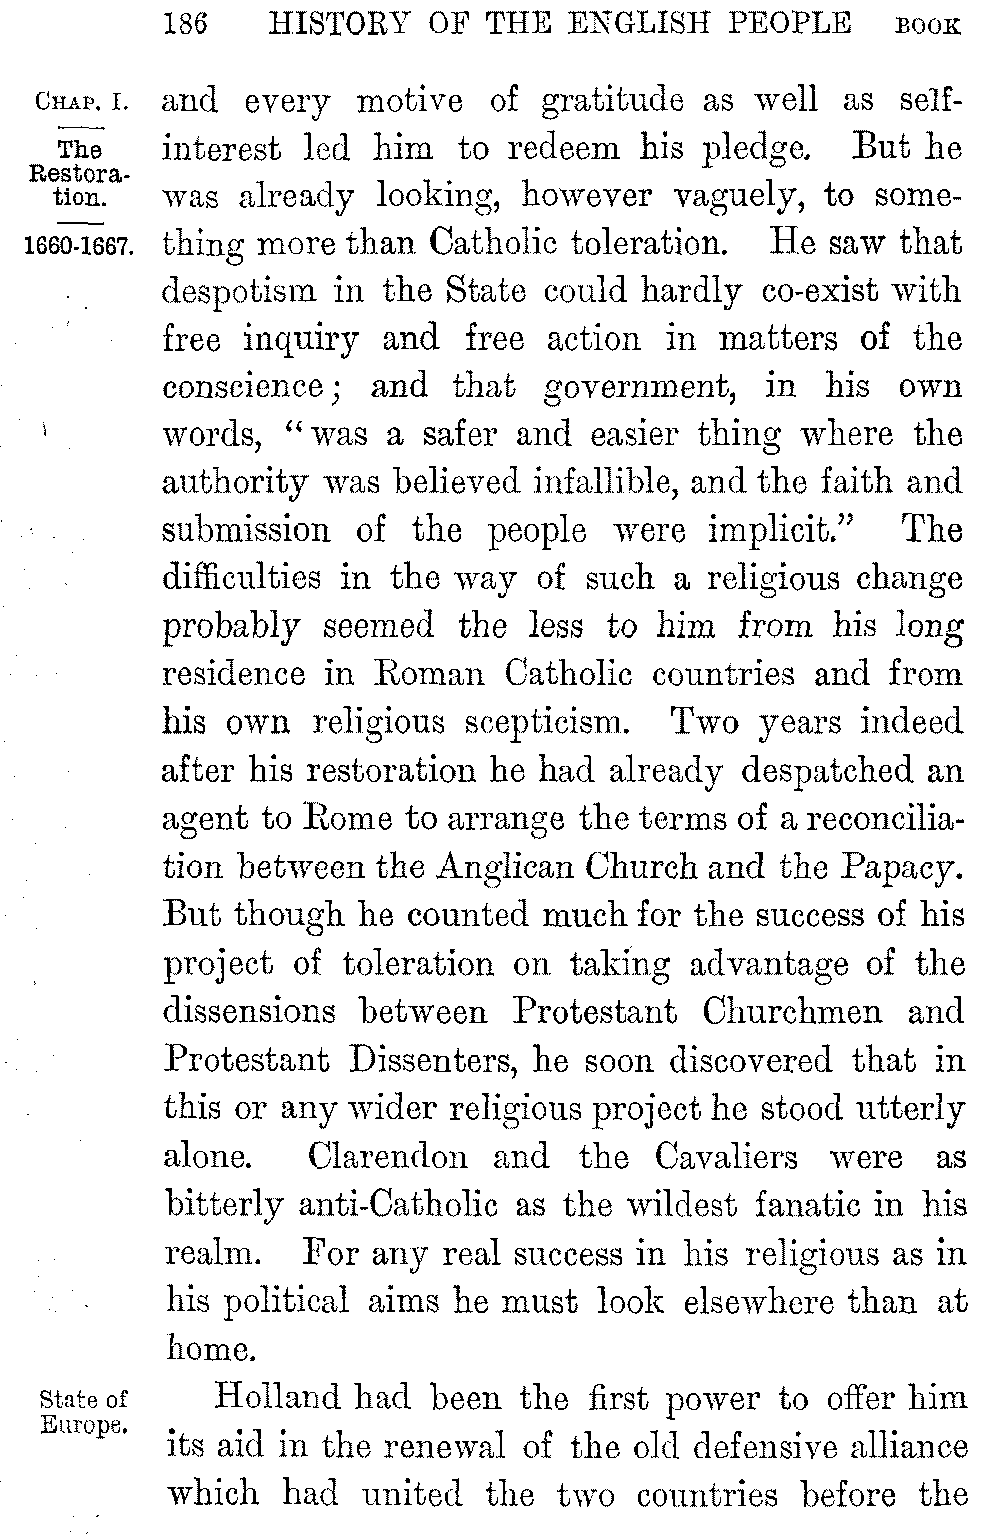 186 HISTORY OF THE ENGLISH PEOPLE BOOK
CHAP. I.
The
Restora-
tion.
1660-1667.
and every motive of gratitude as well as self-
interest led him to redeem his pledge. But he
was already looking, however vaguely, to some-
thing more than Catholic toleration. He saw that
despotism in the State could hardly co-exist with
free inquiry and free action in matters of the
conscience; and that government, in his own
words, “was a safer and easier thing where the
authority was believed infallible, and the faith and
submission of the people were implicit.” The
difficulties in the way of such a religious change
probably seemed the less to him from his long
residence in Roman Catholic countries and from
his own religious scepticism. Two years indeed
after his restoration he had already despatched an
agent to Rome to arrange the terms of a reconcilia-
tion between the Anglican Church and the Papacy.
But though he counted much for the success of his
project of toleration on taking advantage of the
dissensions between Protestant Churchmen and
Protestant Dissenters, he soon discovered that in
this or any wider religious project he stood utterly
alone. Clarendon and the Cavaliers were as
bitterly anti-Catholic as the wildest fanatic in his
realm. For any real success in his religious as in
his political aims he must look elsewhere than at
home.
State of
Europe.
Holland had been the first power to offer him
its aid in the renewal of the old defensive alliance
which had united the two countries before the